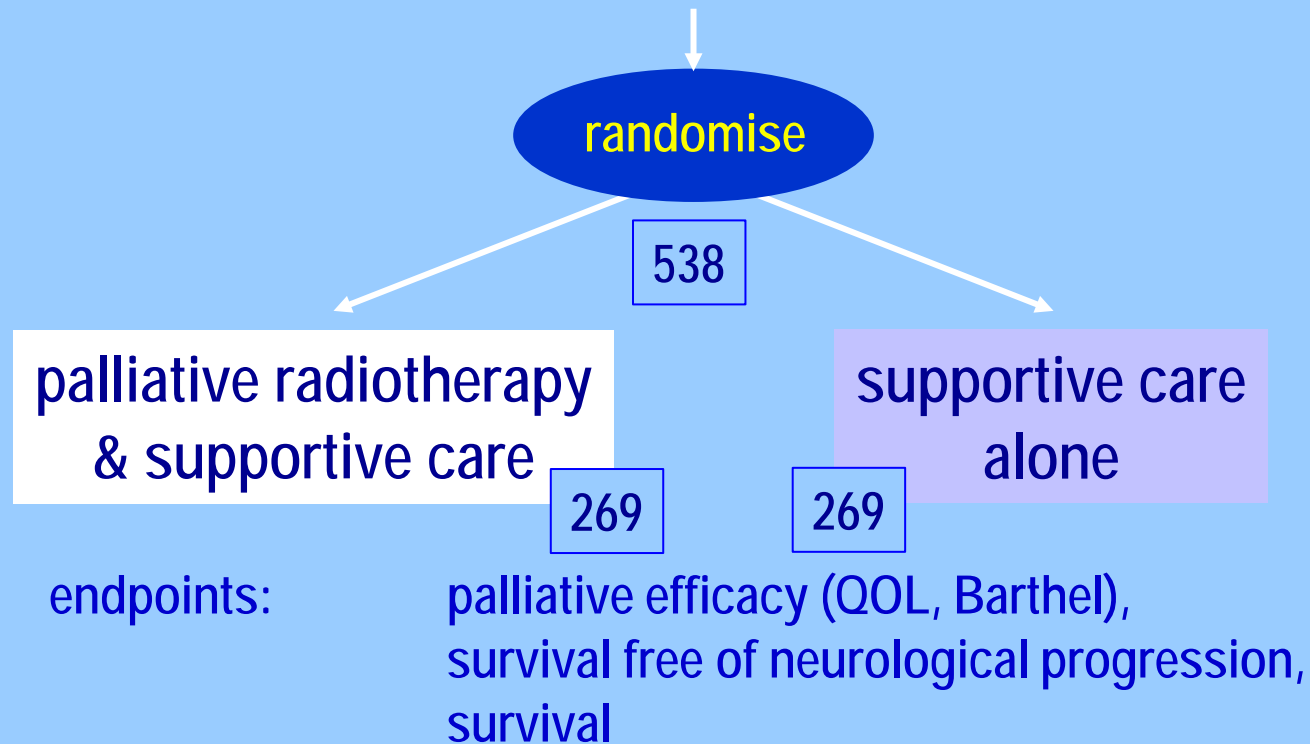 randomise
538
palliative radiotherapy
& supportive care
supportive care
alone
269
269
endpoints: palliative efficacy (QOL, Barthel),
survival free of neurological progression,
survival